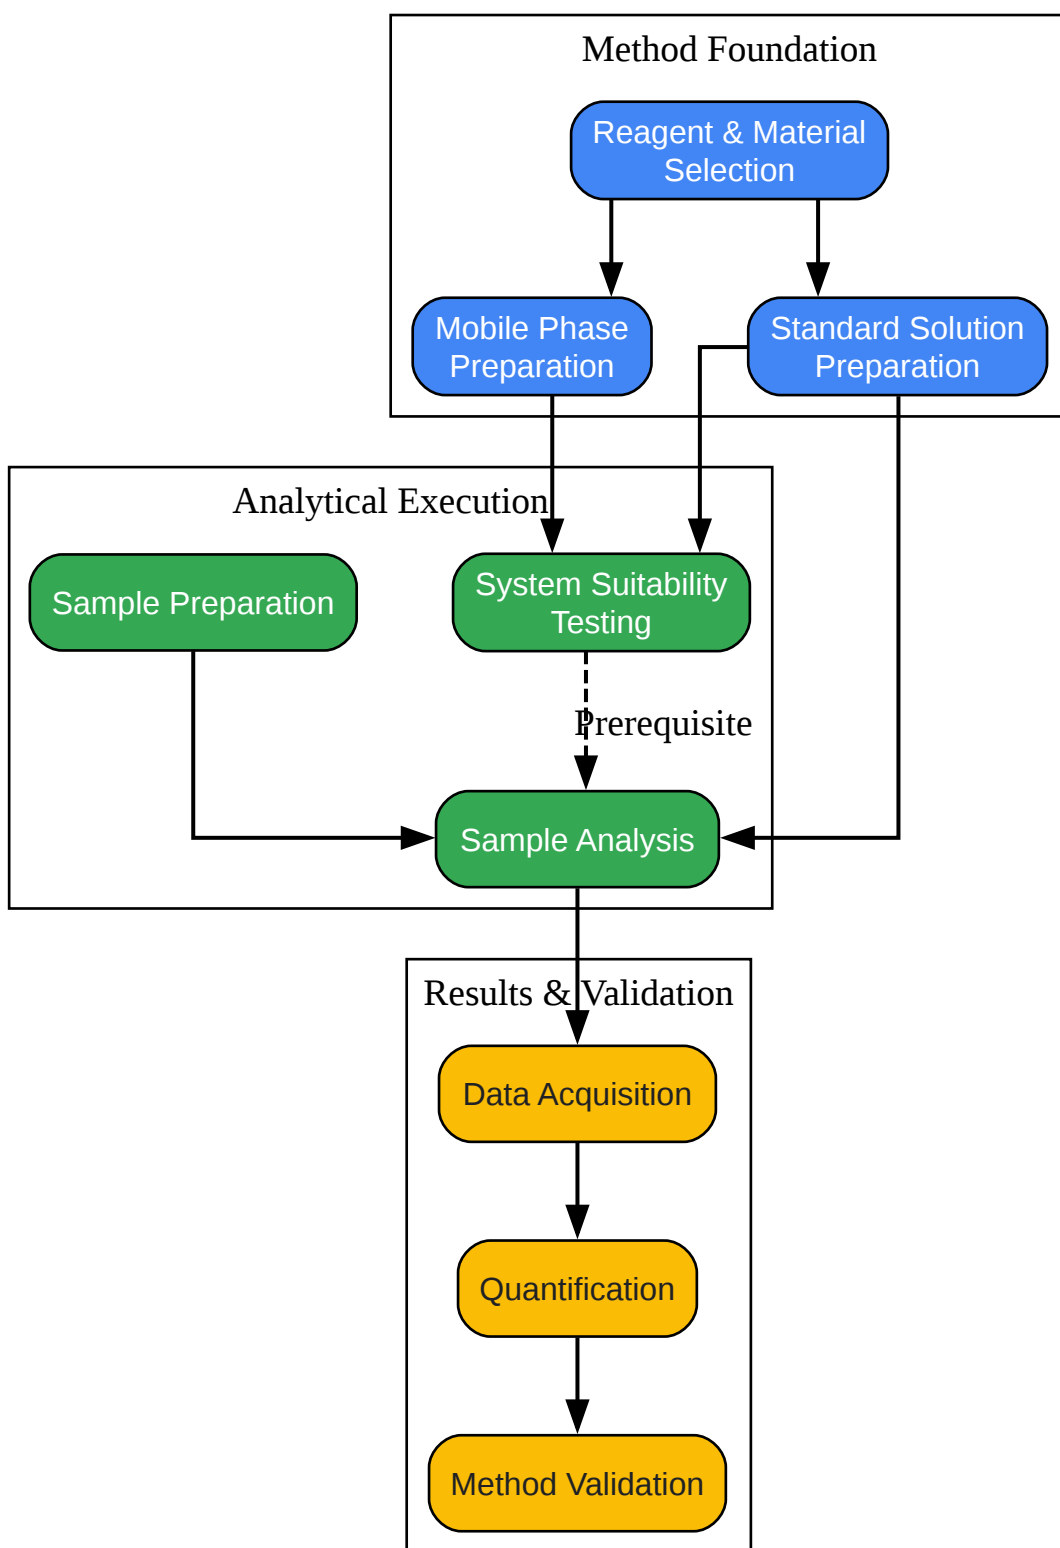 Method Foundation
Reagent & Material
Selection
Mobile Phase
Preparation
Standard Solution
Preparation
Analytical Execution
Sample Preparation
System Suitability
Testing
Prerequisite
Sample Analysis
Results & Validation
Data Acquisition
Quantification
Method Validation